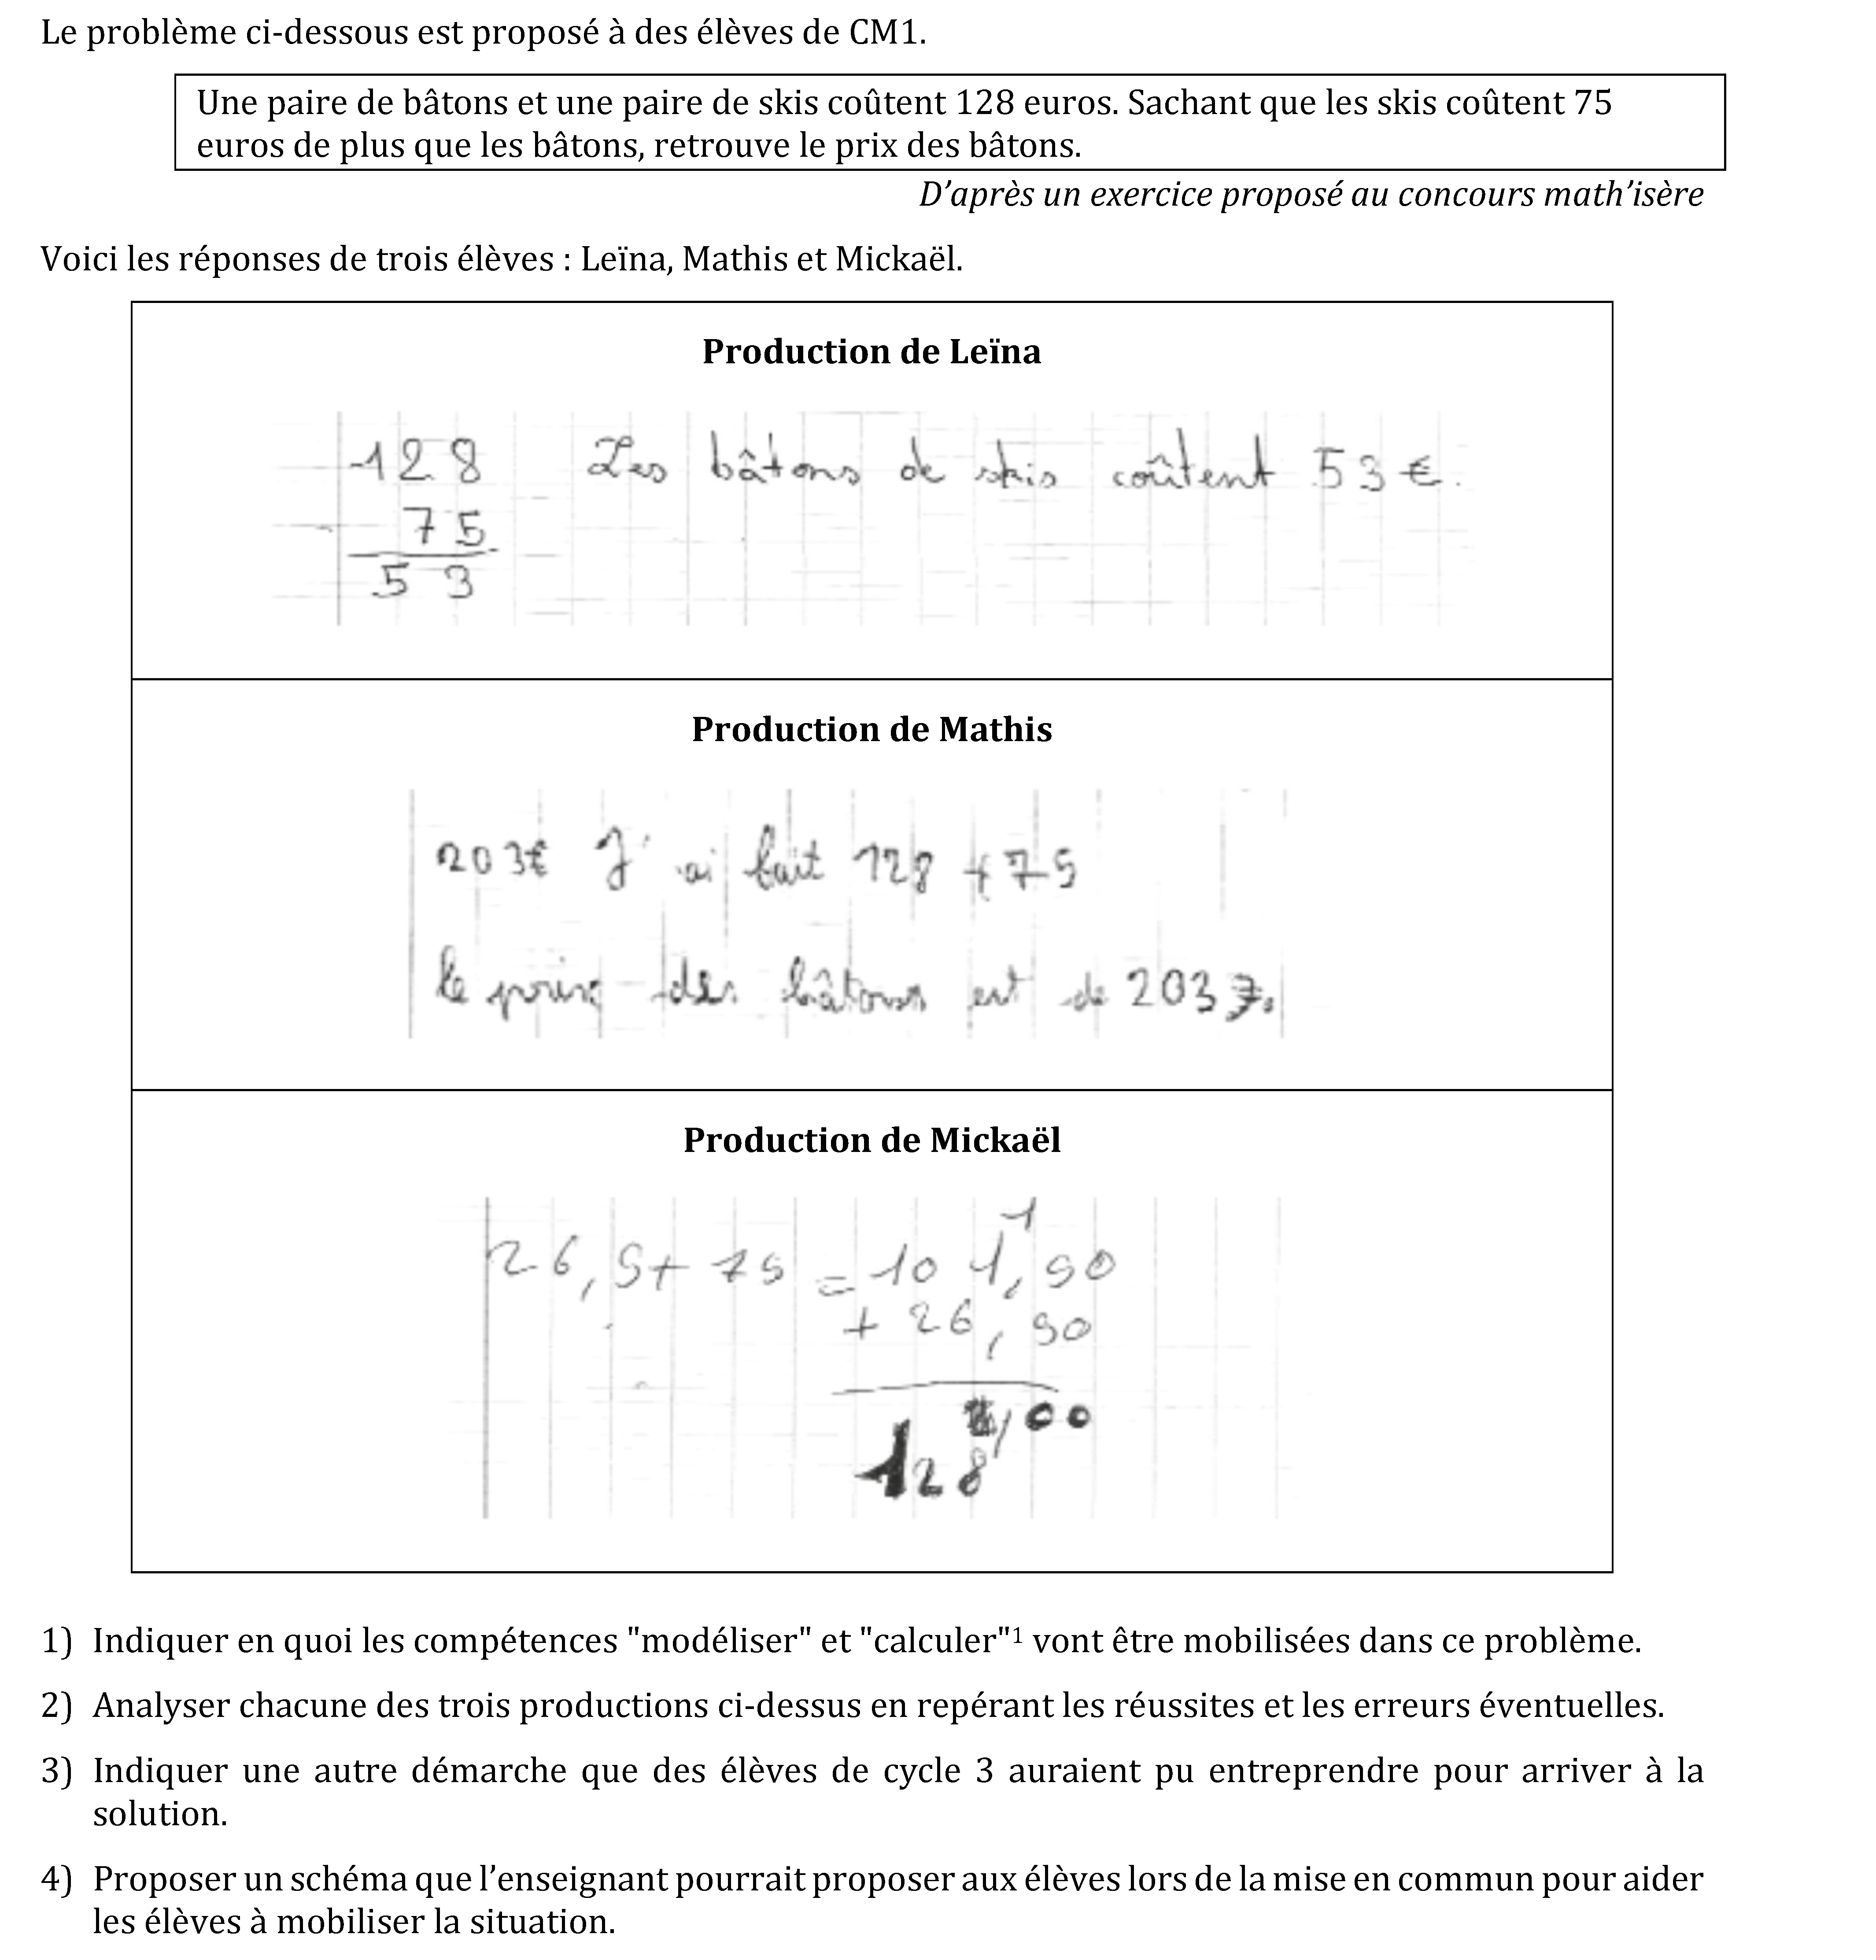 Le problème ci-dessous est proposé à des élèves de CM1.
Une paire de bâtons et une paire de skis coûtent 128 euros. Sachant que les skis coûtent 75
euros de plus que les bâtons, retrouve le prix des bâtons.
D’après un exercice proposé au concours math’isère
Voici les réponses de trois élèves : Leïna, Mathis et Mickaël.
Production de Leïna
128 Les bâtons de skis coûtent 53 €.
- 75
53
Production de Mathis
203€ J'ai fait 128 + 75
le prix des bâtons est de 203
Production de Mickaël
1
26,5+ 75 = 101,50
+ 26,50
128,00
1) Indiquer en quoi les compétences "modéliser" et "calculer"¹ vont être mobilisées dans ce problème.
2) Analyser chacune des trois productions ci-dessus en repérant les réussites et les erreurs éventuelles.
3) Indiquer une autre démarche que des élèves de cycle 3 auraient pu entreprendre pour arriver à la
solution.
4) Proposer un schéma que l’enseignant pourrait proposer aux élèves lors de la mise en commun pour aider
les élèves à mobiliser la situation.